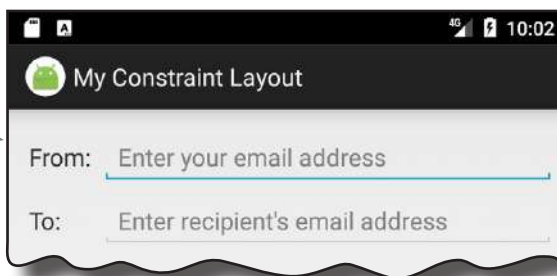 4G 10:02
My Constraint Layout
From: Enter your email address
To: Enter recipient's email address